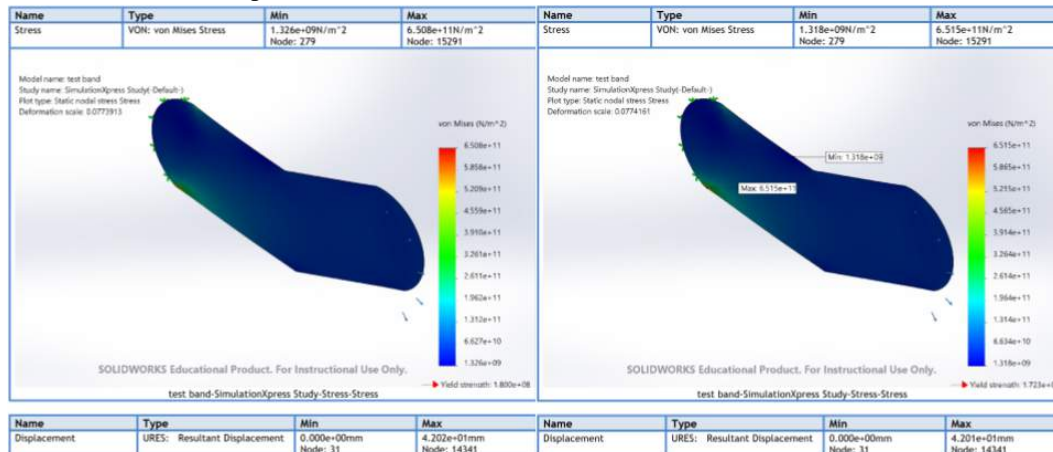 Name Type Min Max
Stress VON: von Mises Stress 1.326e+09N/m^2 6.508e+11N/m^2
Node: 279 Node: 15291
Model name: test band
Study name: SimulationXpress Study(-Default-)
Plot type: Static nodal stress Stress
Deformation scale: 0.0773913
von Mises (N/m^2)
6.508e+11
5.858e+11
5.209e+11
4.559e+11
3.910e+11
3.261e+11
2.611e+11
1.962e+11
1.312e+11
6.627e+10
1.326e+09
Yield strength: 1.800e+08
SOLIDWORKS Educational Product. For Instructional Use Only.
test band-SimulationXpress Study-Stress-Stress
Name Type Min Max
Stress VON: von Mises Stress 1.318e+09N/m^2 6.515e+11N/m^2
Node: 279 Node: 15291
Model name: test band
Study name: SimulationXpress Study(-Default-)
Plot type: Static nodal stress Stress
Deformation scale: 0.0774161
von Mises (N/m^2)
Min: 1.318e+09
Max: 6.515e+11
6.515e+11
5.865e+11
5.215e+11
4.565e+11
3.914e+11
3.264e+11
2.614e+11
1.964e+11
1.314e+11
6.634e+10
1.318e+09
Yield strength:
SOLIDWORKS Educational Product. For Instructional Use Only.
test band-SimulationXpress Study-Stress-Stress
Name Type Min Max
Displacement URES: Resultant Displacement 0.000e+00mm 4.202e+01mm
Node: 31 Node: 14341
Name Type Min Max
Displacement URES: Resultant Displacement 0.000e+00mm 4.201e+01mm
Node: 31 Node: 14341